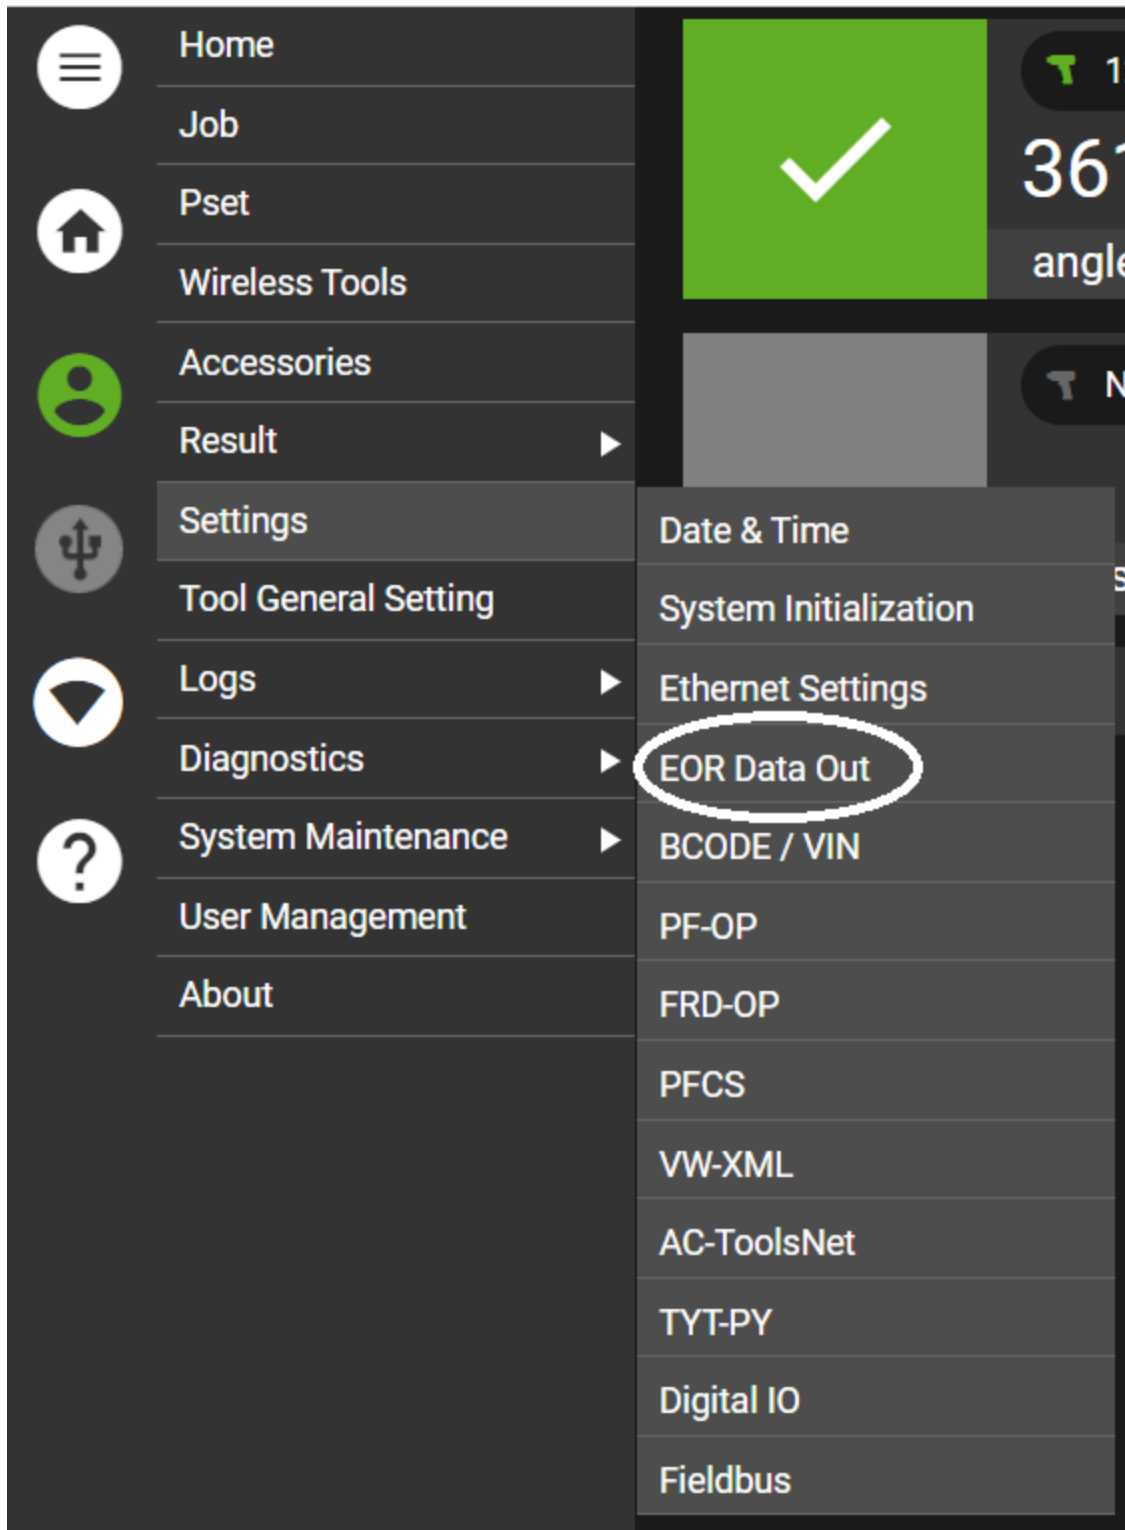 Home
Job
Pset
Wireless Tools
Accessories
Result
Settings
Tool General Setting
Logs
Diagnostics
System Maintenance
User Management
About
361
angle
N
Date & Time
System Initialization
Ethernet Settings
EOR Data Out
BCODE / VIN
PF-OP
FRD-OP
PFCS
VW-XML
AC-ToolsNet
TYT-PY
Digital IO
Fieldbus